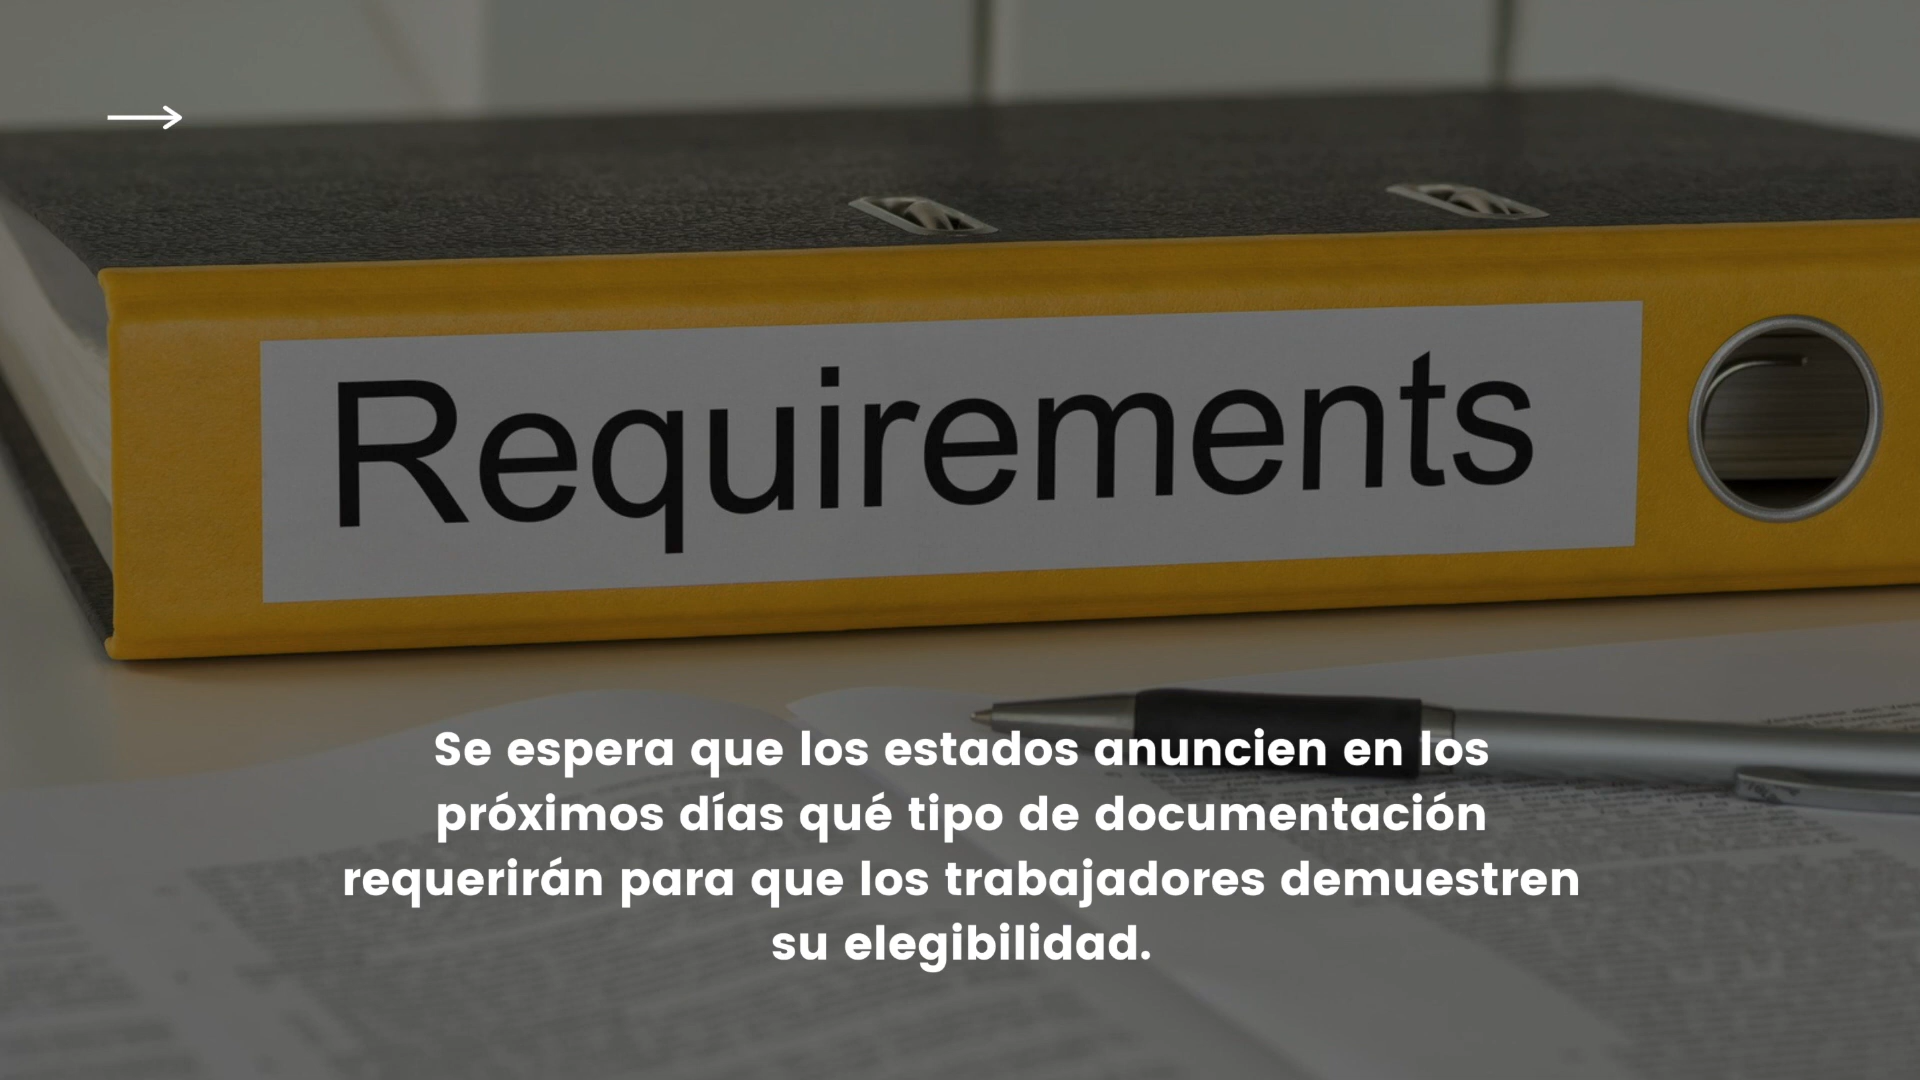 Requirements
Se espera que los estados anuncien en los
próximos días qué tipo de documentación
requerirán para que los trabajadores demuestren
su elegibilidad.